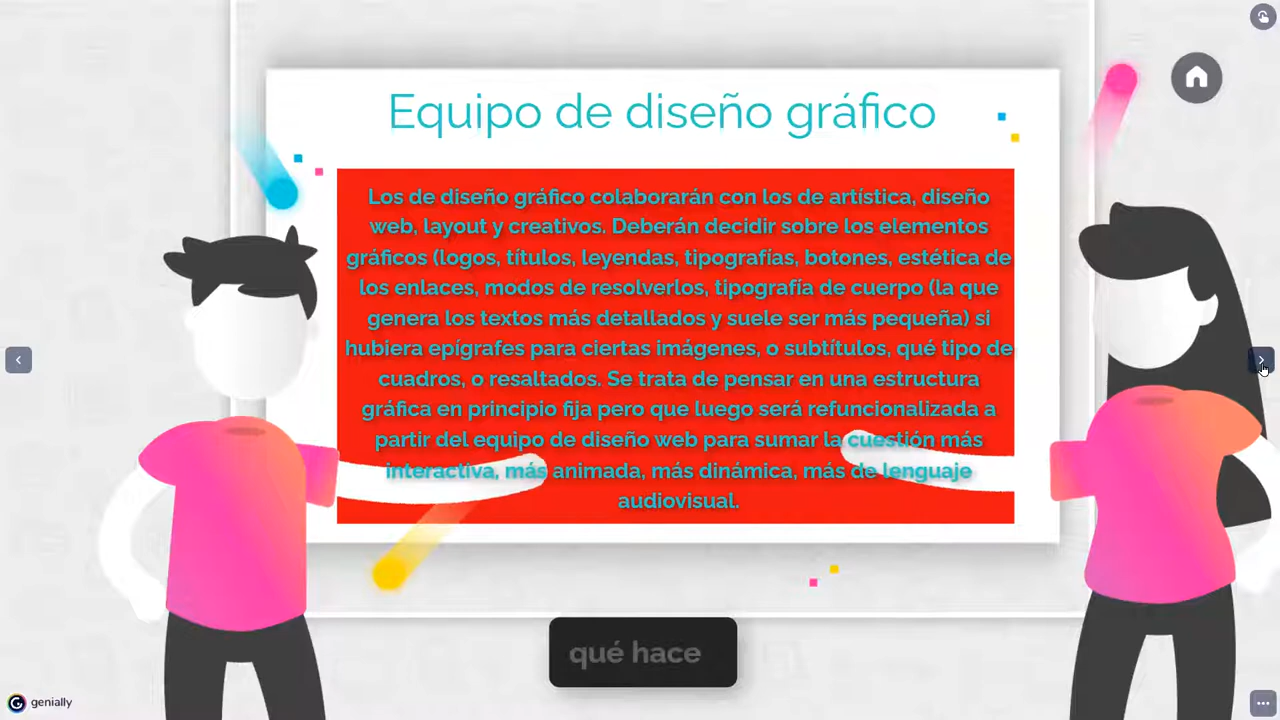 Equipo de diseño gráfico
Los de diseño gráfico colaborarán con los de artística, diseño
web, layout y creativos. Deberán decidir sobre los elementos
gráficos (logos, títulos, leyendas, tipografías, botones, estética de
los enlaces, modos de resolverlos, tipografía de cuerpo (la que
genera los textos más detallados y suele ser más pequeña) si
hubiera epígrafes para ciertas imágenes, o subtítulos, qué tipo de
cuadros, o resaltados. Se trata de pensar en una estructura
gráfica en principio fija pero que luego será refuncionalizada a
partir del equipo de diseño web para sumar la cuestión más
interactiva, más animada, más dinámica, más de lenguaje
audiovisual.
qué hace
genially